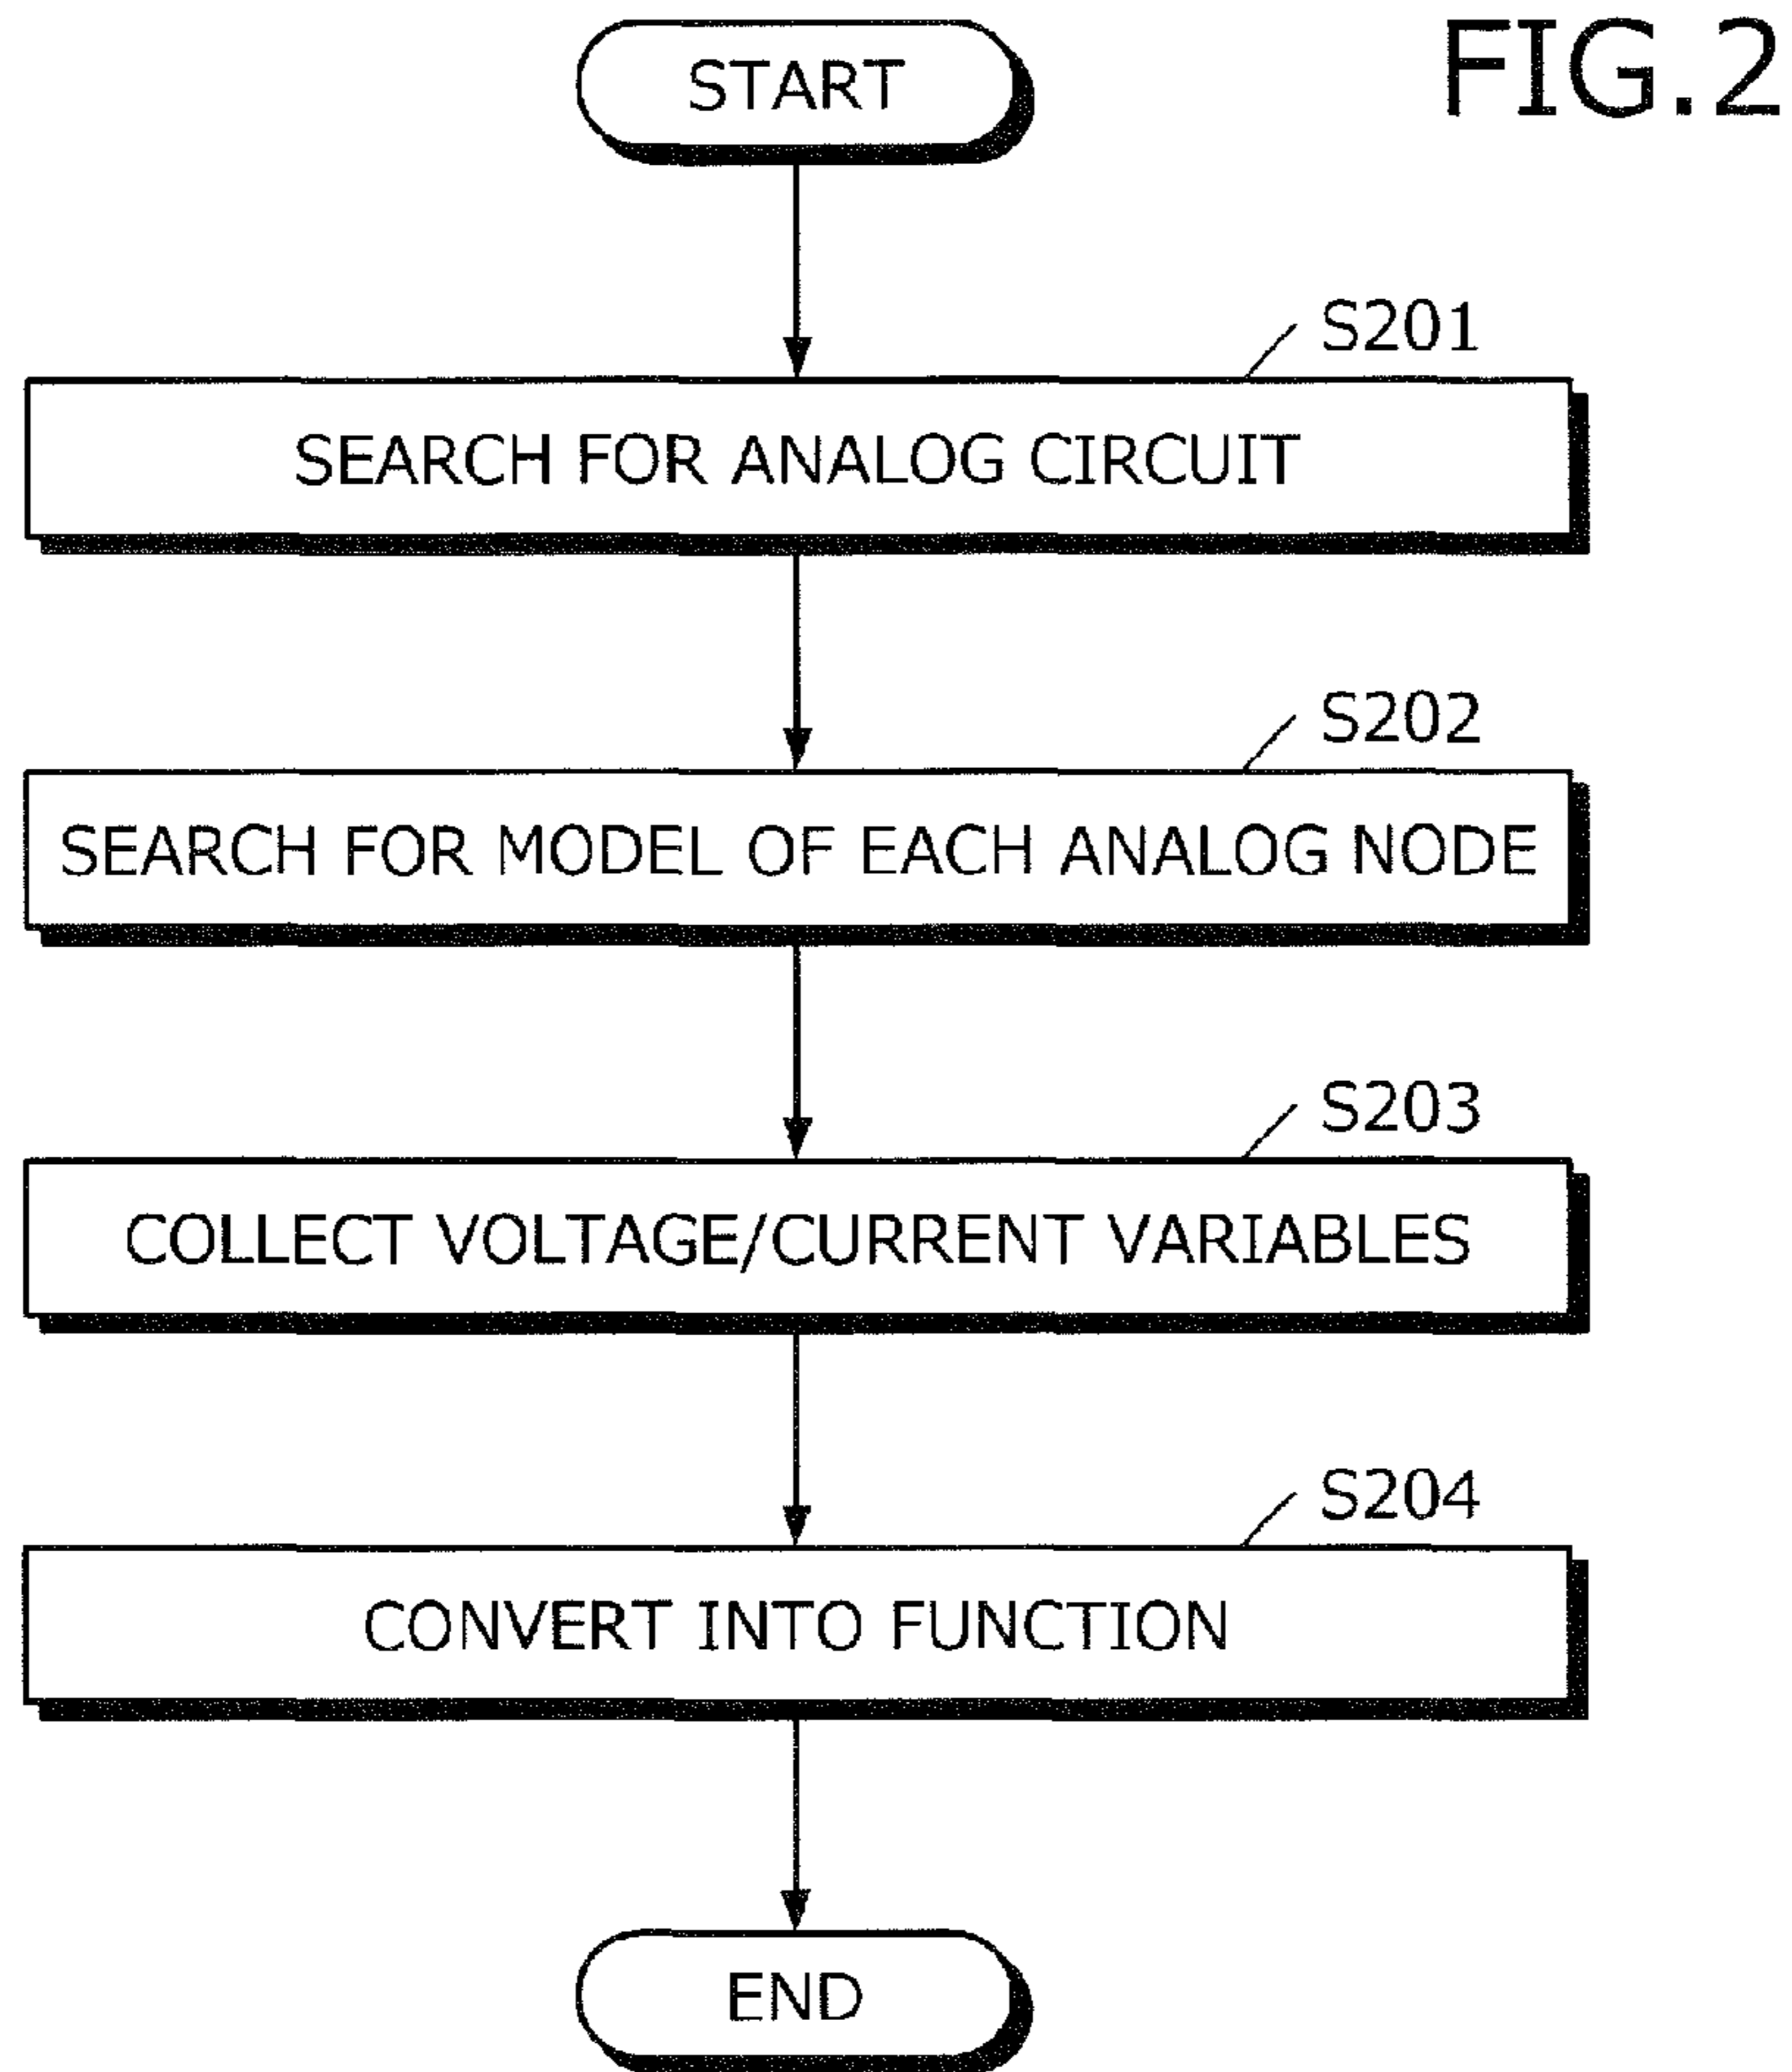 FIG.2
START
S201
SEARCH FOR ANALOG CIRCUIT
S202
SEARCH FOR MODEL OF EACH ANALOG NODE
S203
COLLECT VOLTAGE/CURRENT VARIABLES
S204
CONVERT INTO FUNCTION
END